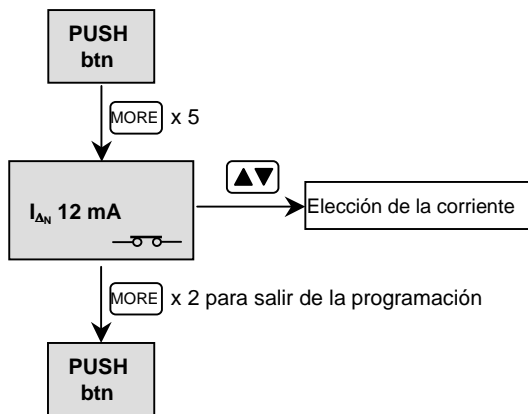 PUSH
btn
MORE x 5
▲▼
I∆N 12 mA
Elección de la corriente
MORE x 2 para salir de la programación
PUSH
btn